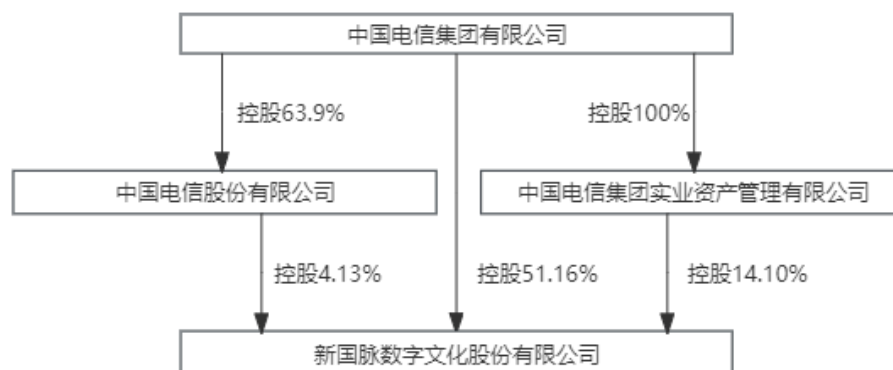 中国电信集团有限公司
控股63.9%
控股100%
中国电信股份有限公司
中国电信集团实业资产管理有限公司
控股4.13%
控股51.16%
控股14.10%
新国脉数字文化股份有限公司